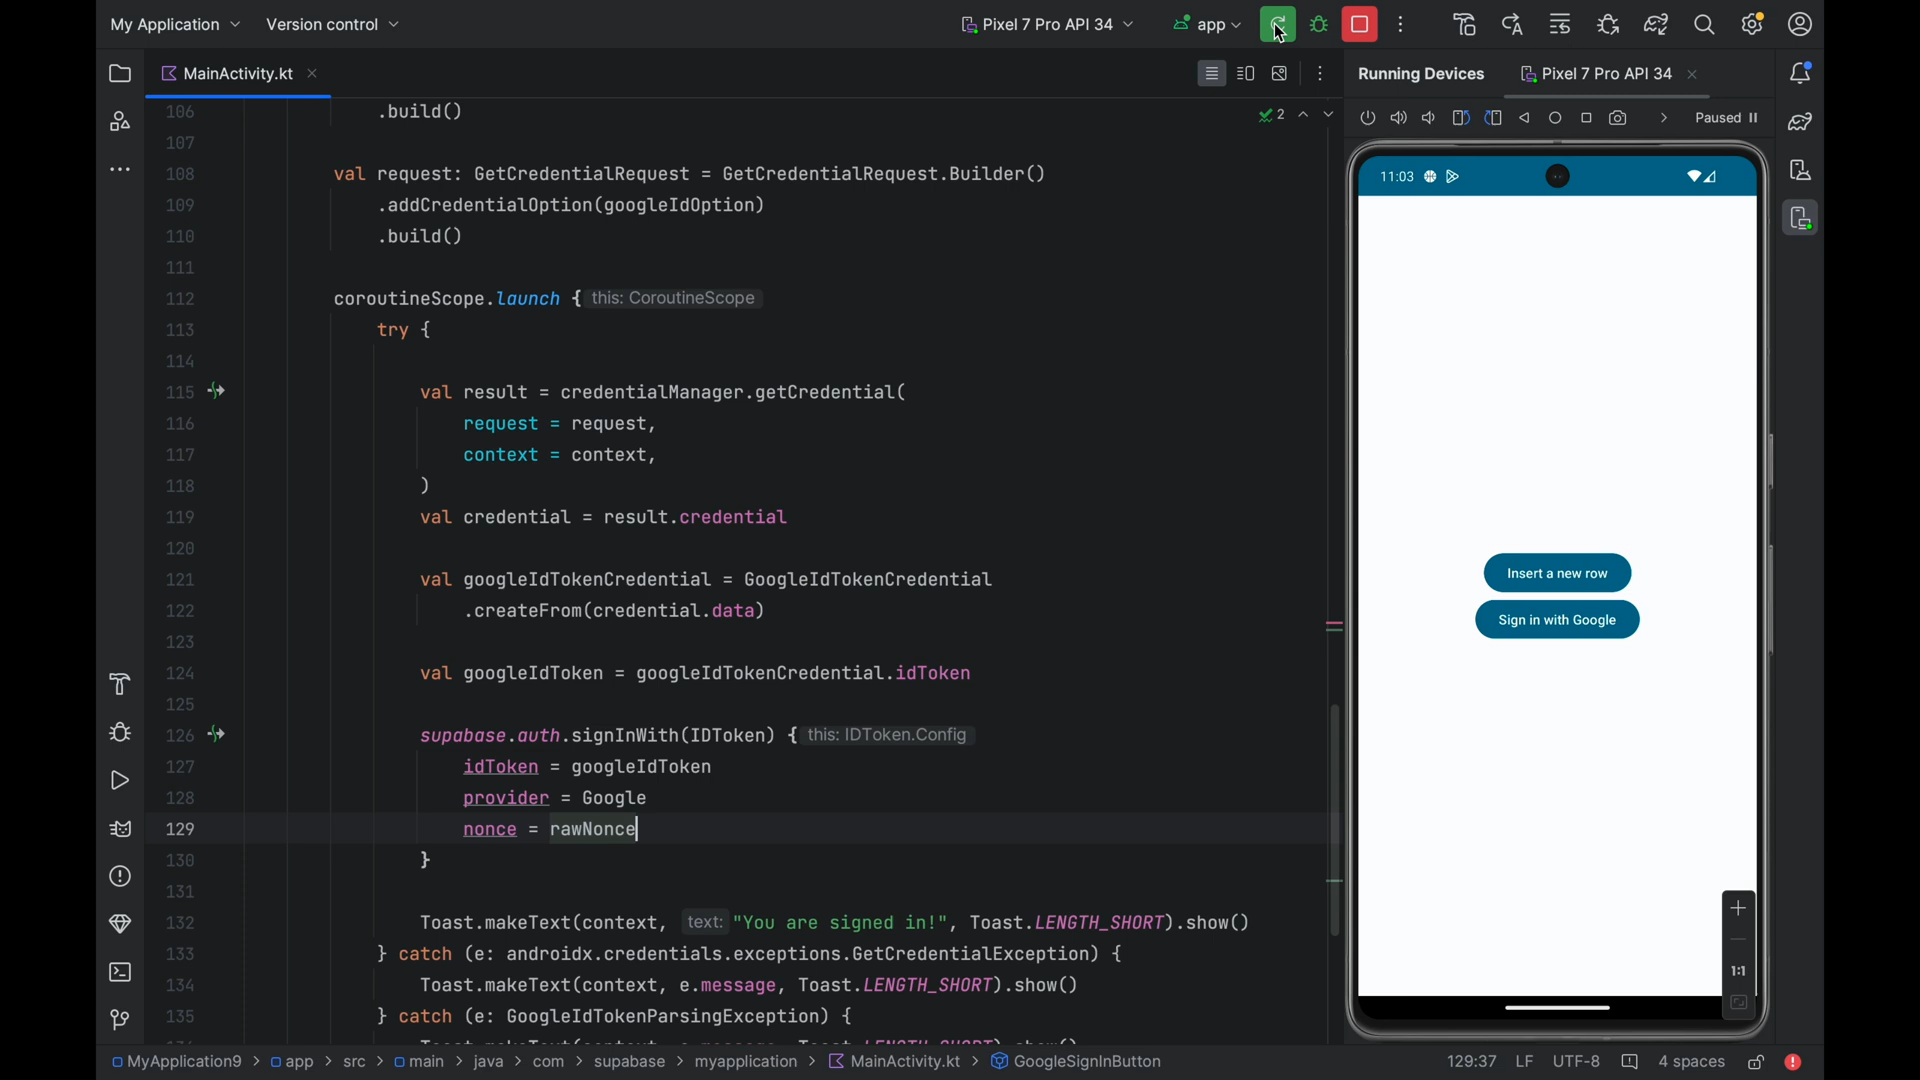 My Application
Version control
Pixel 7 Pro API 34
app
MainActivity.kt
Running Devices
Pixel 7 Pro API 34
106 .build()
2
Paused
107
108 val request: GetCredentialRequest = GetCredentialRequest.Builder()
109 .addCredentialOption(googleIdOption)
110 .build()
111
112 coroutineScope.launch { this: CoroutineScope
113 try {
114
115 val result = credentialManager.getCredential(
116 request = request,
117 context = context,
118 )
119 val credential = result.credential
120
121 val googleIdTokenCredential = GoogleIdTokenCredential
122 .createFrom(credential.data)
123
124 val googleIdToken = googleIdTokenCredential.idToken
125
126 supabase.auth.signInWith(IDToken) { this: IDToken.Config
127 idToken = googleIdToken
128 provider = Google
129 nonce = rawNonce
130 }
131
132 Toast.makeText(context, text: "You are signed in!", Toast.LENGTH_SHORT).show()
133 } catch (e: androidx.credentials.exceptions.GetCredentialException) {
134 Toast.makeText(context, e.message, Toast.LENGTH_SHORT).show()
135 } catch (e: GoogleIdTokenParsingException) {
11:03
Insert a new row
Sign in with Google
1:1
MyApplication9 > app > src > main > java > com > supabase > myapplication > MainActivity.kt > GoogleSignInButton
129:37 LF UTF-8 4 spaces